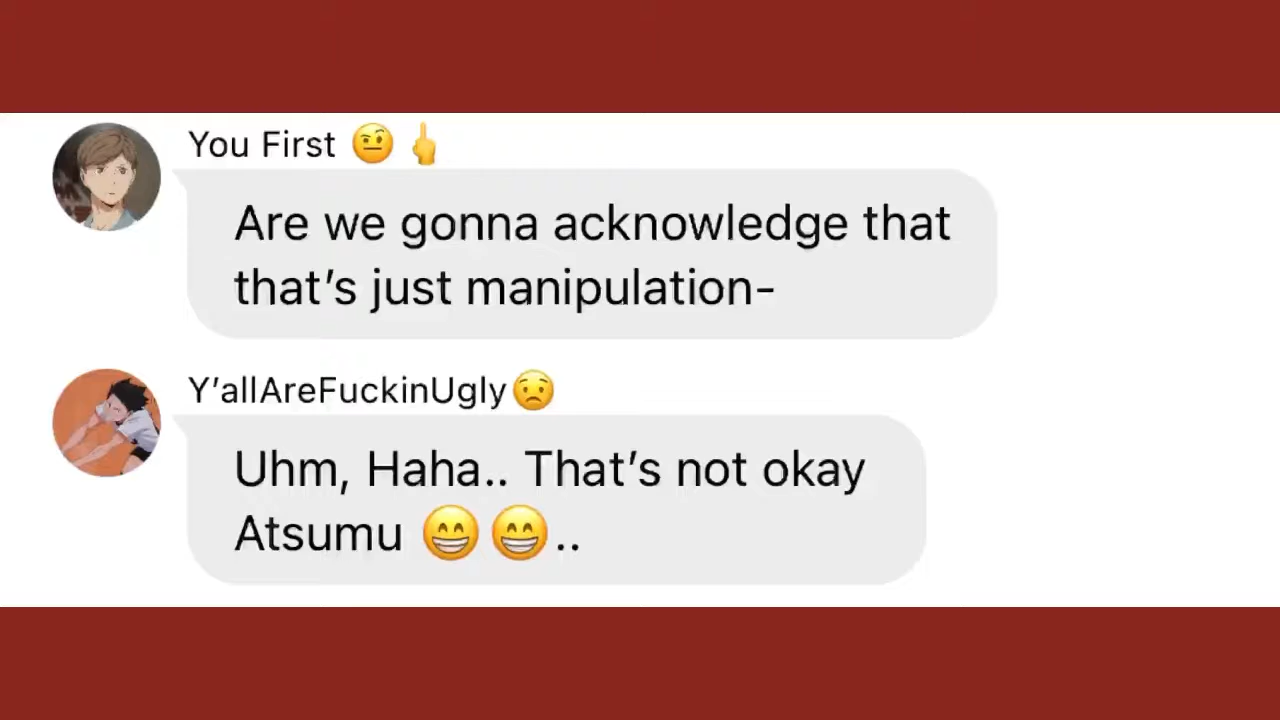 You First 🤨 🖕
Are we gonna acknowledge that
that’s just manipulation-
Y’allAreFuckinUgly😟
Uhm, Haha.. That’s not okay
Atsumu 😁😁..